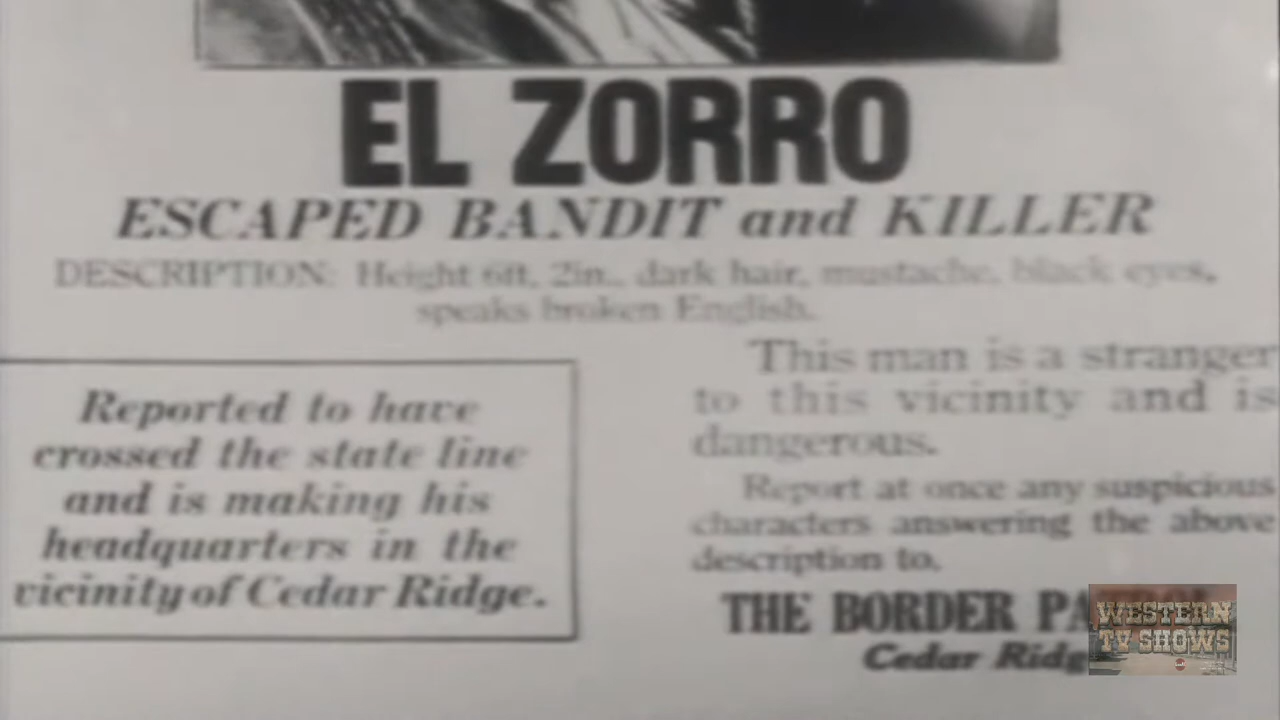 EL ZORRO
ESCAPED BANDIT and KILLER
DESCRIPTION: Height 6ft, 2in., dark hair, mustache, black eyes,
speaks broken English.
Reported to have
crossed the state line
and is making his
headquarters in the
vicinity of Cedar Ridge.
This man is a stranger
to this vicinity and is
dangerous.
Report at once any suspicious
characters answering the above
description to.
THE BORDER PA
Cedar Ridg
WESTERN
TV SHOWS